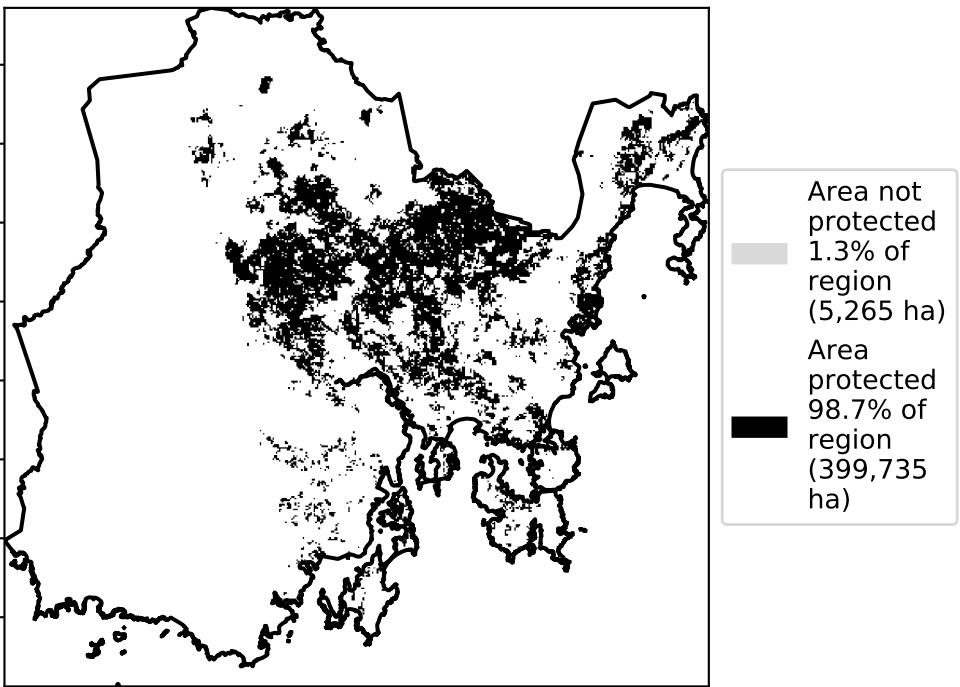 Area not
protected
1.3% of
region
(5,265 ha)
Area
protected
98.7% of
region
(399,735
ha)